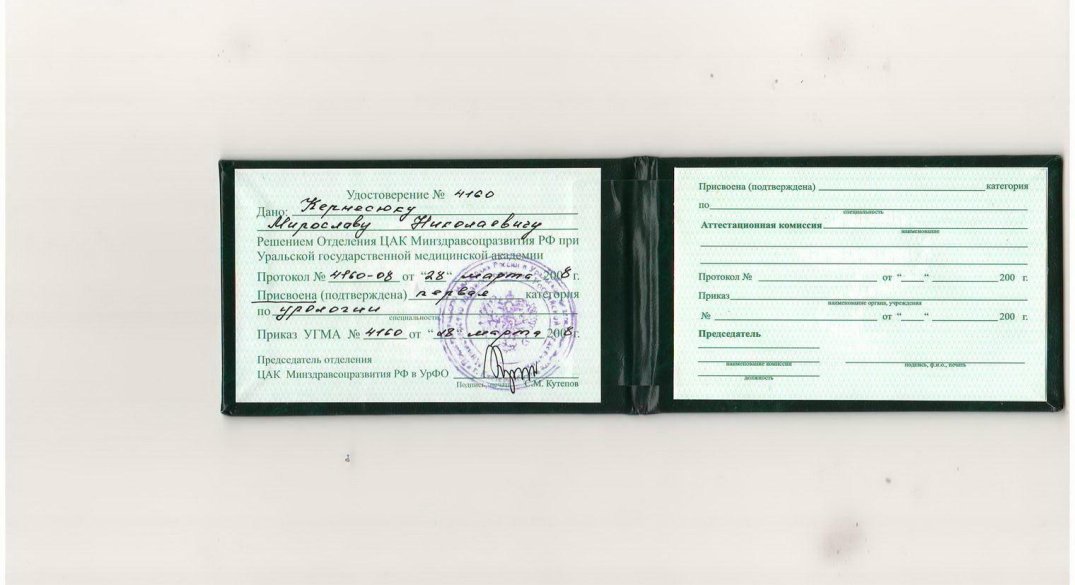 Удостоверение № 4160
Дано: Кернесюку
Мирославу Николаевичу
Решением Отделения ЦАК Минздравсоцразвития РФ при
Уральской государственной медицинской академии
Протокол № 4160-08 от "28" марта 2008 г.
Присвоена (подтверждена) первая категория
по урологии
специальность
Приказ УГМА № 4160 от " марта 2008 г.
Председатель отделения
ЦАК Минздравсоцразвития РФ в УрФО
Подпись, печать С.М. Кутепов
Присвоена (подтверждена) категория
по
специальность
Аттестационная комиссия
наименование
Протокол № от " " 200 г.
Приказ
наименование органа, учреждения
№ от " " 200 г.
Председатель
наименование комиссии подпись, ф.и.о., печать
должность